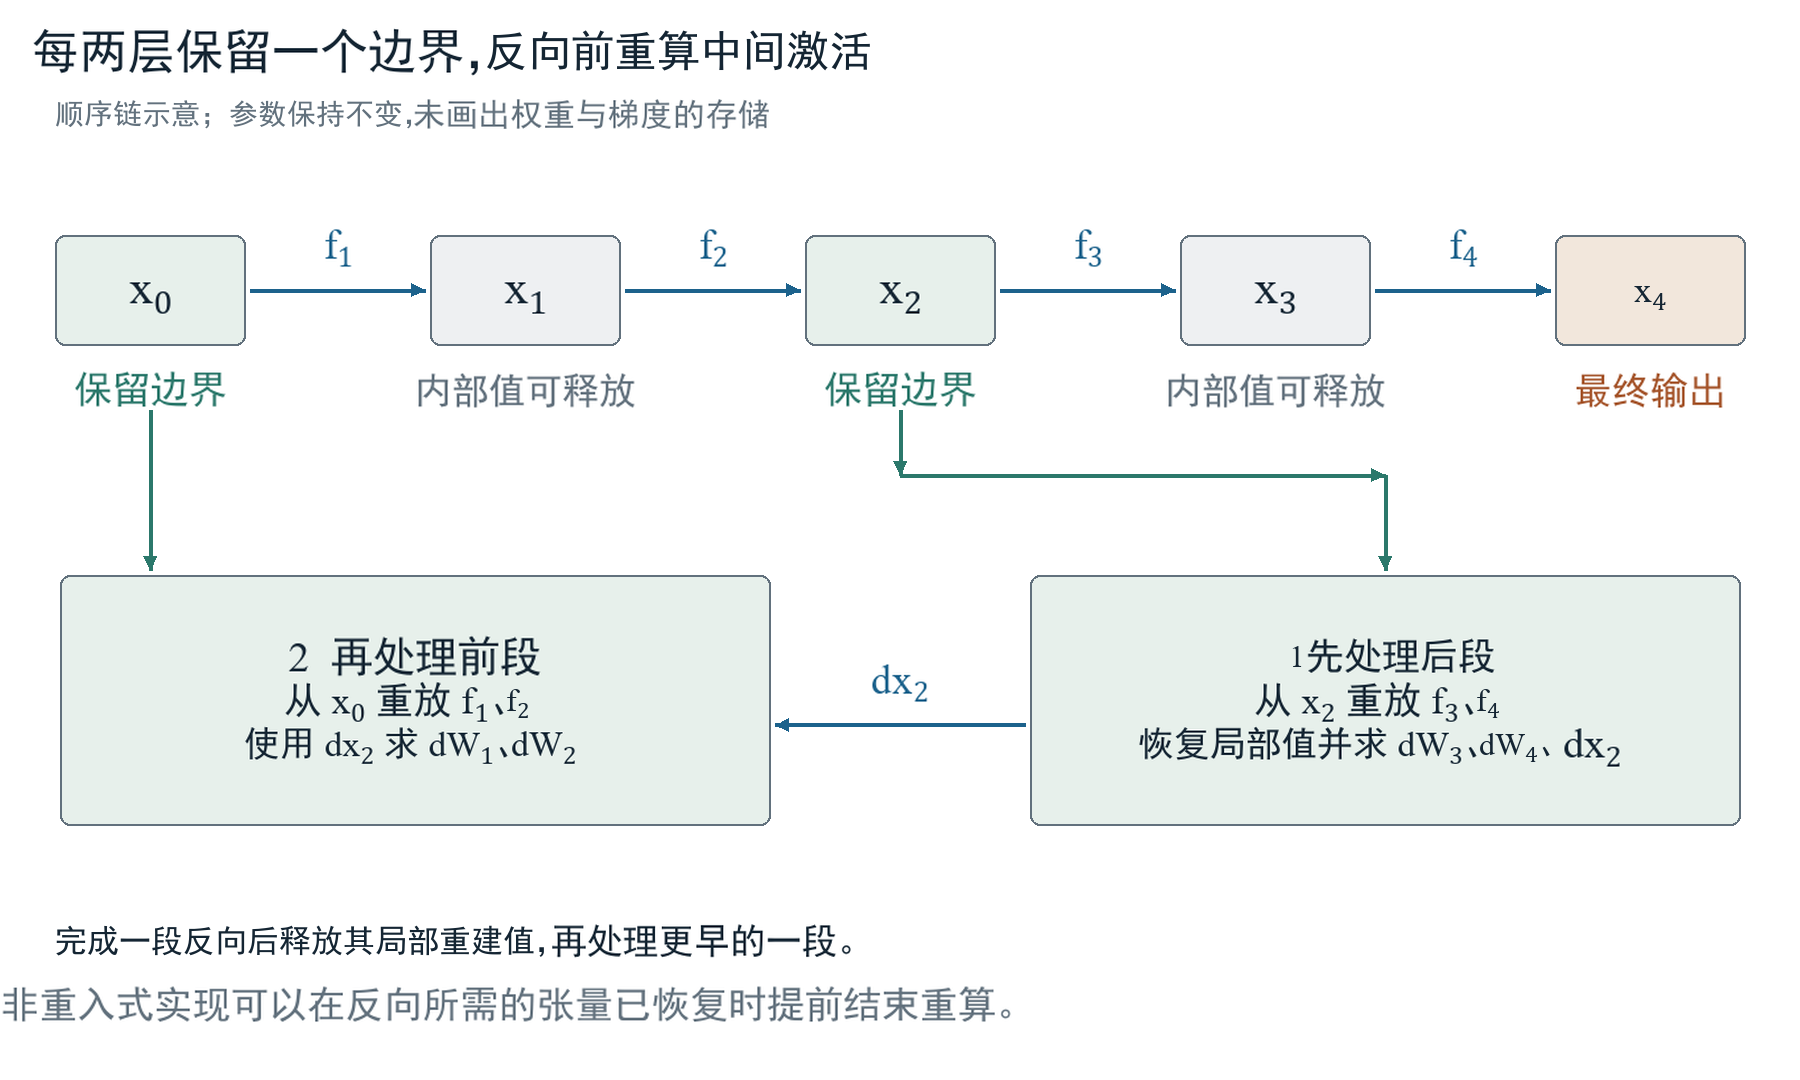 每两层保留一个边界,反向前重算中间激活
顺序链示意；参数保持不变,未画出权重与梯度的存储
f₁ f₂ f₃ f₄
x₀ x₁ x₂ x₃ x₄
保留边界 内部值可释放 保留边界 内部值可释放 最终输出
2 再处理前段
从 x₀ 重放 f₁、f₂
使用 dx₂ 求 dW₁、dW₂
dx₂
1先处理后段
从 x₂ 重放 f₃、f₄
恢复局部值并求 dW₃、dW₄、dx₂
完成一段反向后释放其局部重建值,再处理更早的一段。
非重入式实现可以在反向所需的张量已恢复时提前结束重算。